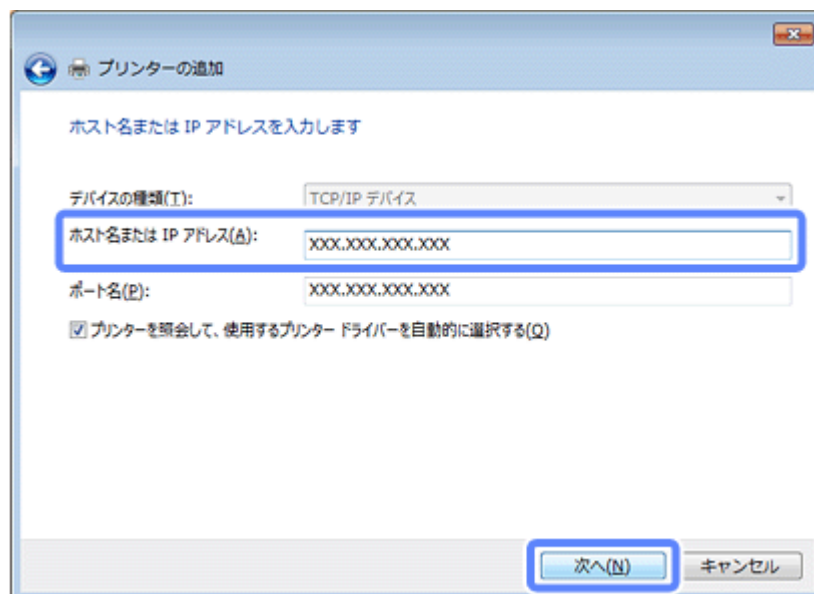 プリンターの追加
ホスト名または IP アドレスを入力します
デバイスの種類(T): TCP/IP デバイス
ホスト名または IP アドレス(A): XXX.XXX.XXX.XXX
ポート名(P): XXX.XXX.XXX.XXX
プリンターを照会して、使用するプリンター ドライバーを自動的に選択する(Q)
次へ(N) キャンセル